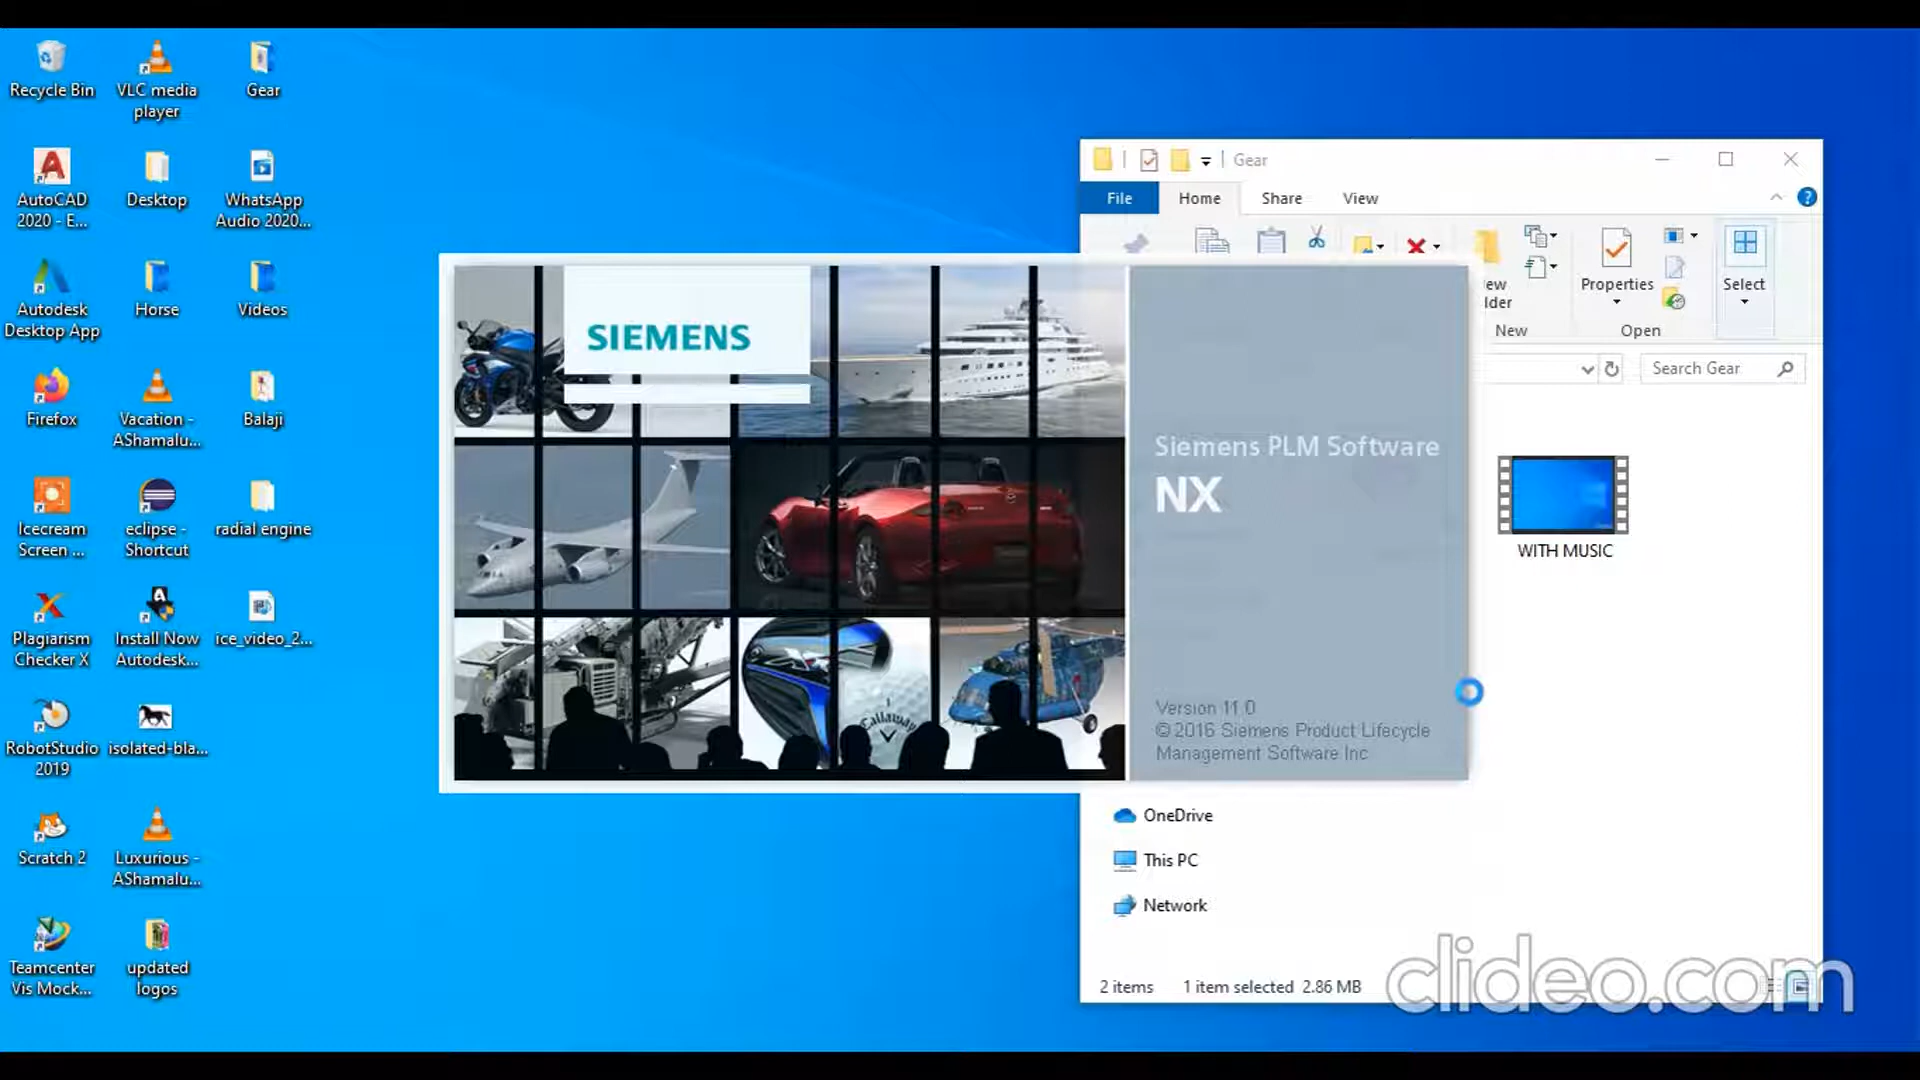 Recycle Bin
VLC media
player
Gear
AutoCAD
2020 - E...
Desktop
WhatsApp
Audio 2020...
Autodesk
Desktop App
Horse
Videos
Firefox
Vacation -
AShamalu...
Balaji
Icecream
Screen ...
eclipse -
Shortcut
radial engine
Plagiarism
Checker X
Install Now
Autodesk...
ice_video_2...
RobotStudio
2019
isolated-bla...
Scratch 2
Luxurious -
AShamalu...
Teamcenter
Vis Mock...
updated
logos
Gear
File
Home
Share
View
ew
lder
New
Properties
Open
Select
Search Gear
WITH MUSIC
SIEMENS
Callaway
Siemens PLM Software
NX
Version 11.0
© 2016 Siemens Product Lifecycle
Management Software Inc
OneDrive
This PC
Network
2 items
1 item selected 2.86 MB
clideo.com